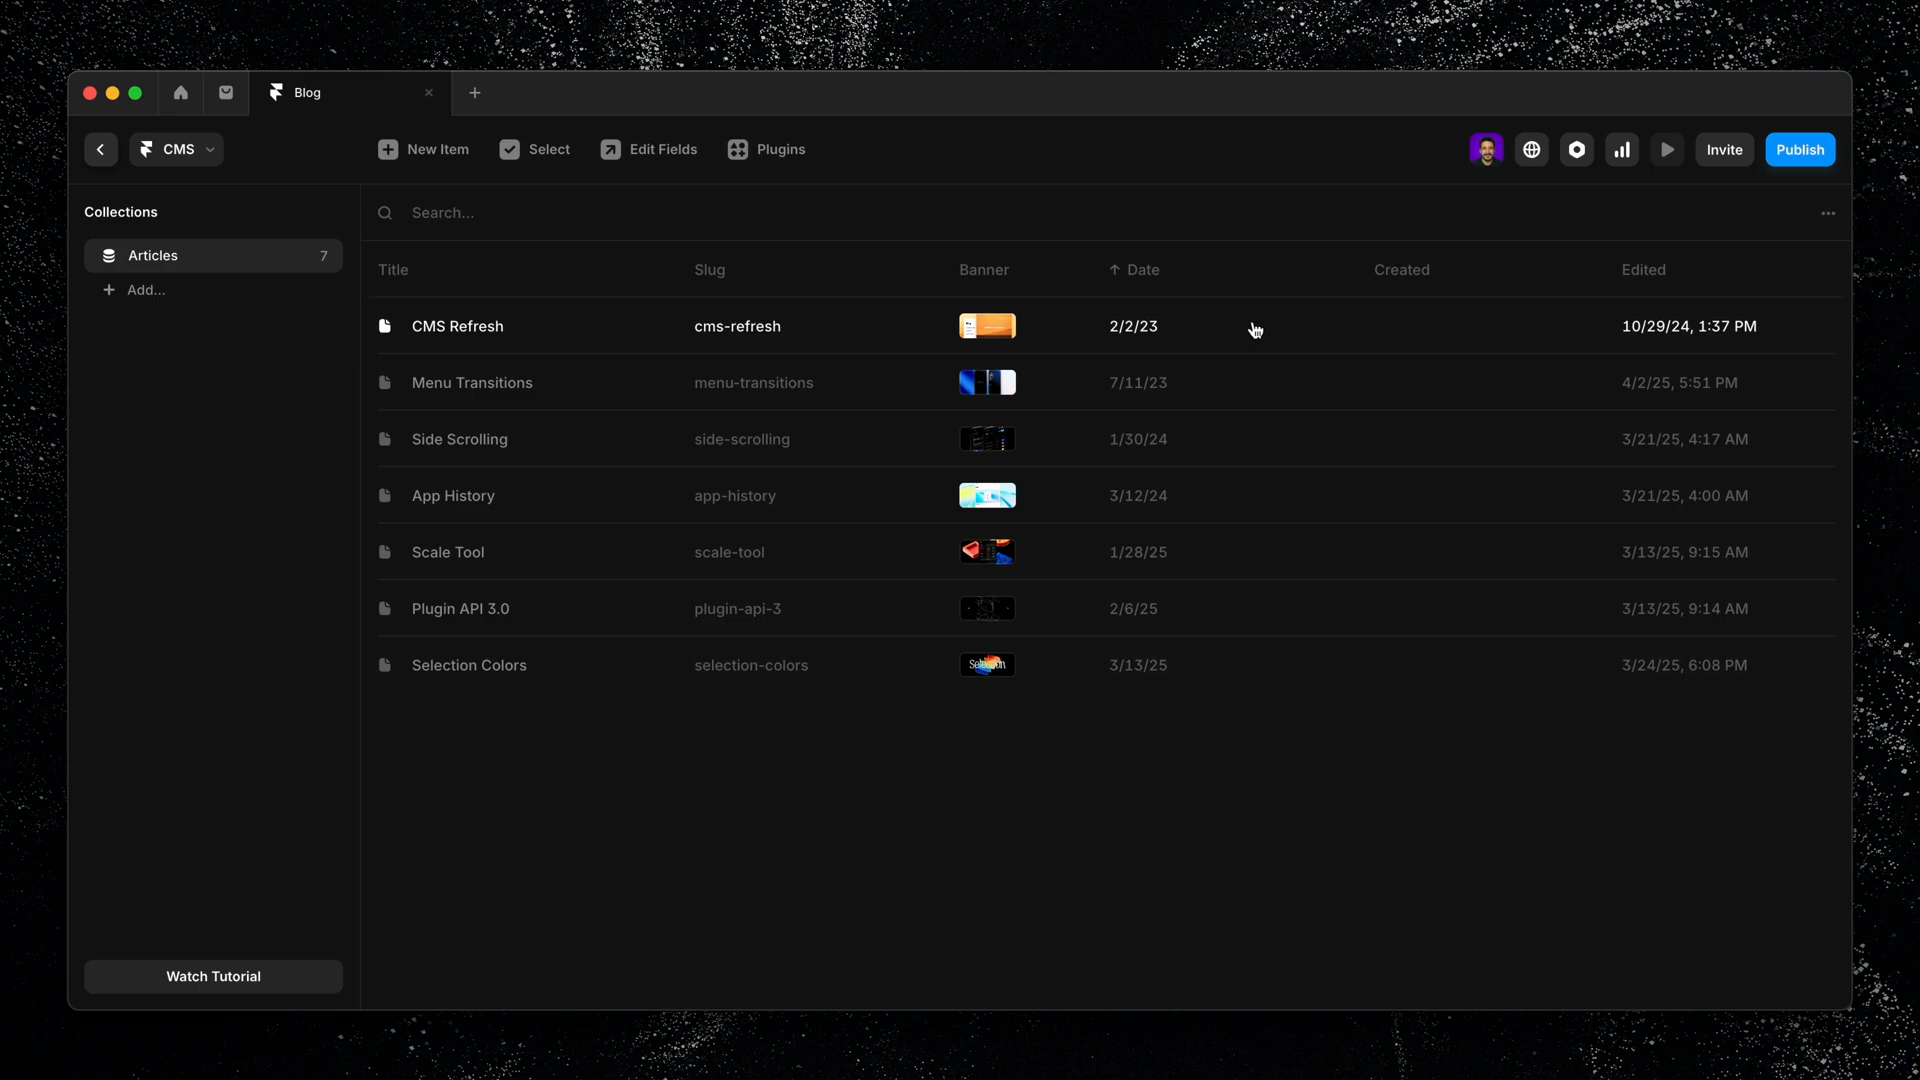 Blog
CMS
New Item
Select
Edit Fields
Plugins
Invite
Publish
Collections
Search...
Articles 7
Add...
Title Slug Banner Date Created Edited
CMS Refresh cms-refresh 2/2/23 10/29/24, 1:37 PM
Menu Transitions menu-transitions 7/11/23 4/2/25, 5:51 PM
Side Scrolling side-scrolling 1/30/24 3/21/25, 4:17 AM
App History app-history 3/12/24 3/21/25, 4:00 AM
Scale Tool scale-tool 1/28/25 3/13/25, 9:15 AM
Plugin API 3.0 plugin-api-3 2/6/25 3/13/25, 9:14 AM
Selection Colors selection-colors Selection 3/13/25 3/24/25, 6:08 PM
Watch Tutorial